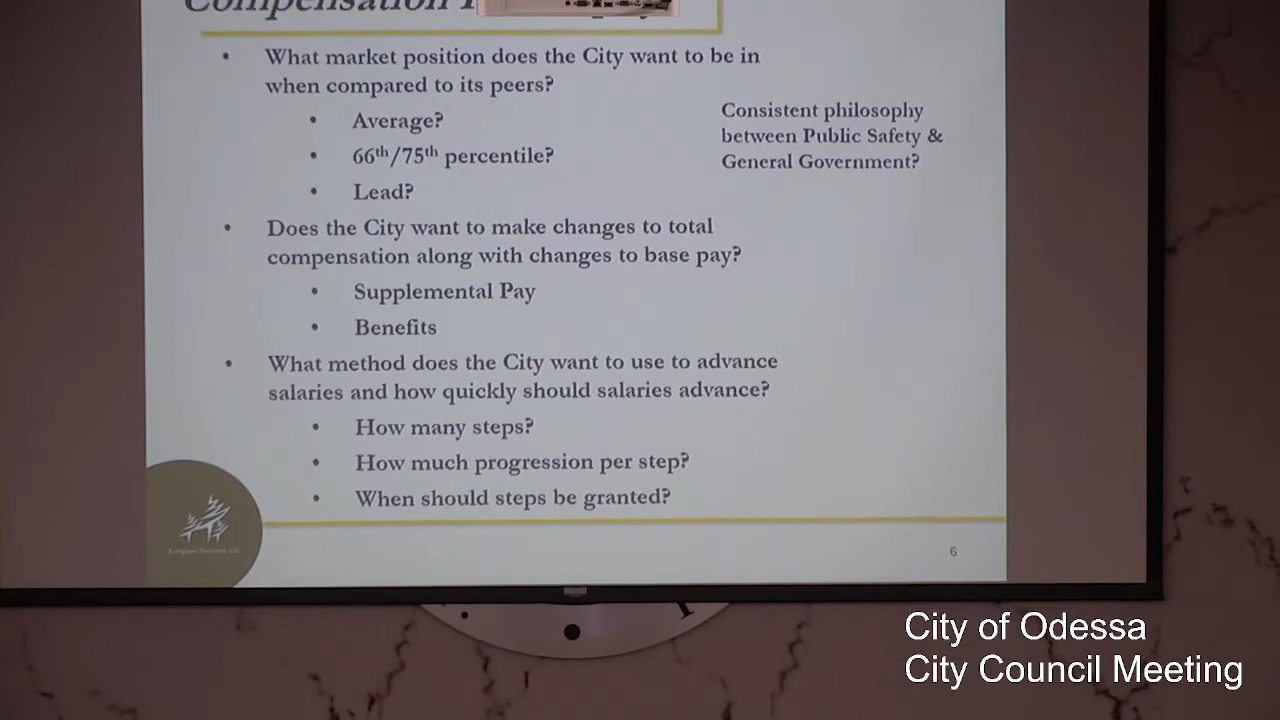 Compensation
• What market position does the City want to be in
when compared to its peers?
• Average?
• 66th/75th percentile?
• Lead?
Consistent philosophy
between Public Safety &
General Government?
• Does the City want to make changes to total
compensation along with changes to base pay?
• Supplemental Pay
• Benefits
• What method does the City want to use to advance
salaries and how quickly should salaries advance?
• How many steps?
• How much progression per step?
• When should steps be granted?
6
City of Odessa
City Council Meeting